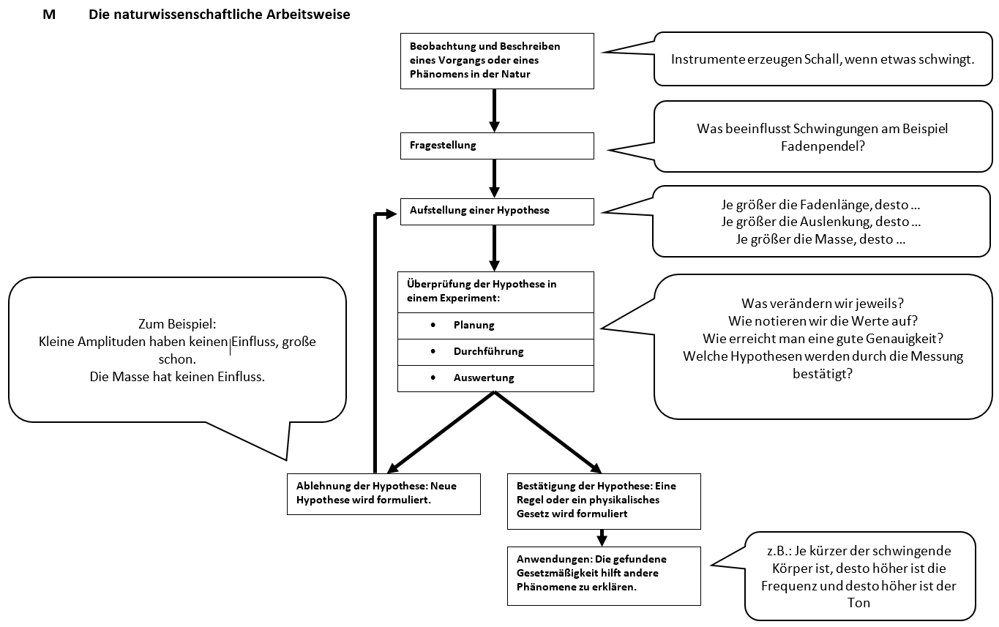 M Die naturwissenschaftliche Arbeitsweise
Beobachtung und Beschreiben
eines Vorgangs oder eines
Phänomens in der Natur
Instrumente erzeugen Schall, wenn etwas schwingt.
Fragestellung
Was beeinflusst Schwingungen am Beispiel
Fadenpendel?
Aufstellung einer Hypothese
Je größer die Fadenlänge, desto ...
Je größer die Auslenkung, desto ...
Je größer die Masse, desto ...
Überprüfung der Hypothese in
einem Experiment:
• Planung
• Durchführung
• Auswertung
Was verändern wir jeweils?
Wie notieren wir die Werte auf?
Wie erreicht man eine gute Genauigkeit?
Welche Hypothesen werden durch die Messung
bestätigt?
Zum Beispiel:
Kleine Amplituden haben keinen Einfluss, große
schon.
Die Masse hat keinen Einfluss.
Ablehnung der Hypothese: Neue
Hypothese wird formuliert.
Bestätigung der Hypothese: Eine
Regel oder ein physikalisches
Gesetz wird formuliert
Anwendungen: Die gefundene
Gesetzmäßigkeit hilft andere
Phänomene zu erklären.
z.B.: Je kürzer der schwingende
Körper ist, desto höher ist die
Frequenz und desto höher ist der
Ton